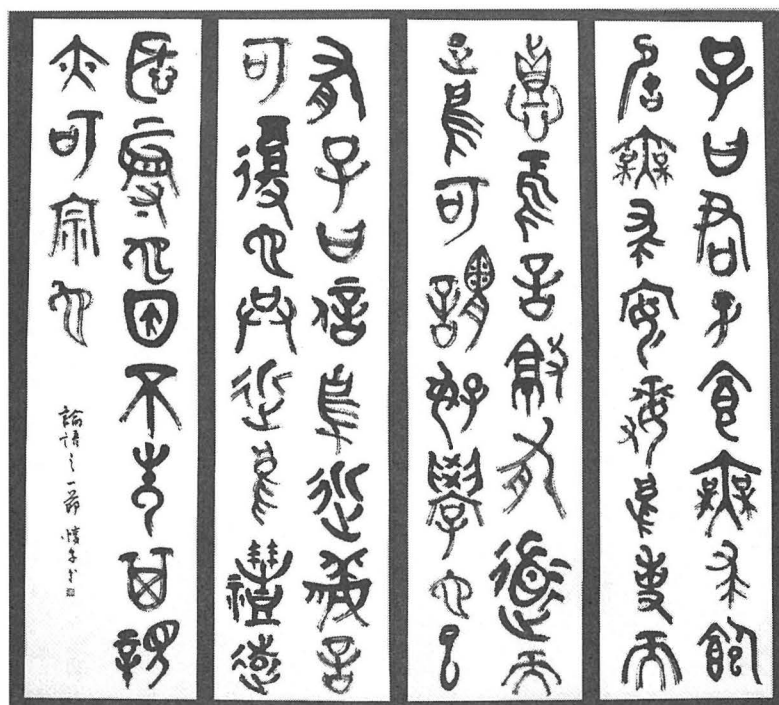 子曰君子食無求飽
居無求安敏於事而
慎於言就有道而
正焉可謂好學也已
有子曰信近於義言
可復也共近於禮遠
恥辱也因不失其親
亦可宗也
論語之一節